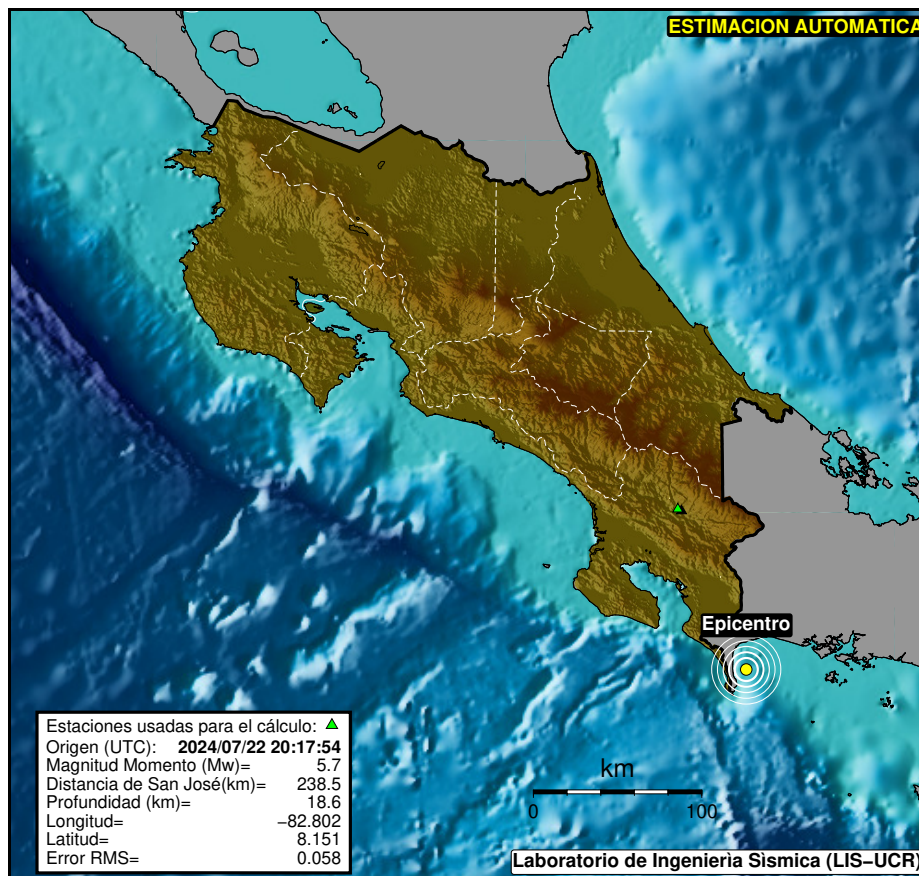 ESTIMACION AUTOMATICA
Epicentro
Estaciones usadas para el cálculo:
Origen (UTC): 2024/07/22 20:17:54
Magnitud Momento (Mw)= 5.7
Distancia de San José(km)= 238.5
Profundidad (km)= 18.6
Longitud= −82.802
Latitud= 8.151
Error RMS= 0.058
km
0 100
Laboratorio de Ingenierìa Sìsmica (LIS−UCR)